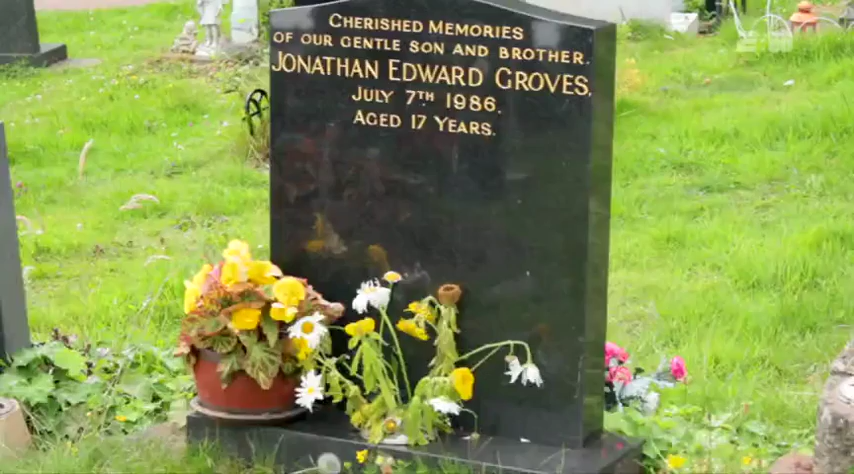 CHERISHED MEMORIES
OF OUR GENTLE SON AND BROTHER.
JONATHAN EDWARD GROVES.
JULY 7TH 1986.
AGED 17 YEARS.